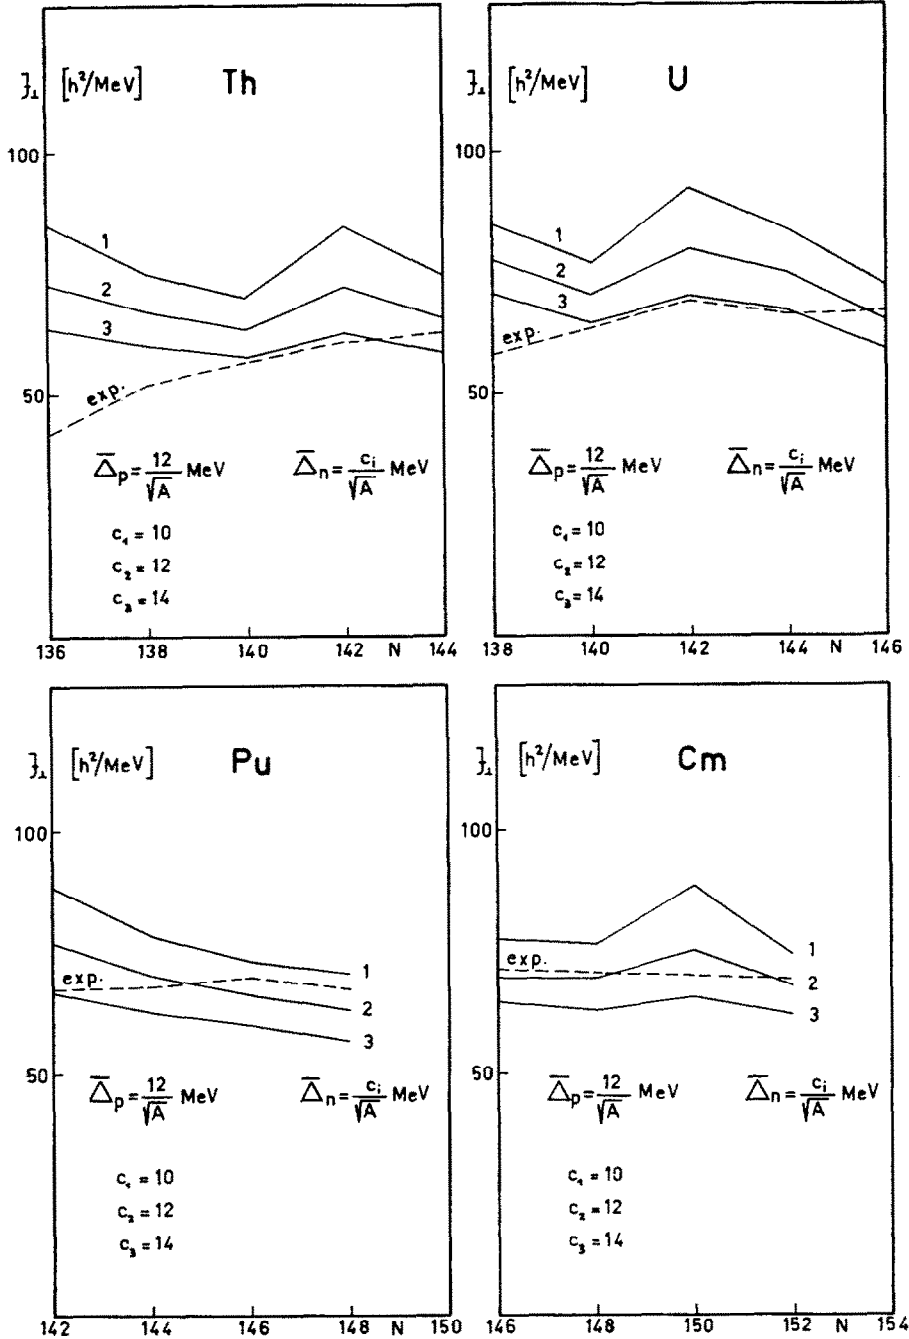 𝒥⊥ [h²/MeV] Th
100
1
2
3
50
exp.
Δ̅p = 12/√A MeV Δ̅n = cᵢ/√A MeV
c₁ = 10
c₂ = 12
c₃ = 14
136 138 140 142 N 144
𝒥⊥ [h²/MeV] U
100
1
2
3
exp.
50
Δ̅p = 12/√A MeV Δ̅n = cᵢ/√A MeV
c₁ = 10
c₂ = 12
c₃ = 14
138 140 142 144 N 146
𝒥⊥ [h²/MeV] Pu
100
exp.
1
2
3
50
Δ̅p = 12/√A MeV Δ̅n = cᵢ/√A MeV
c₁ = 10
c₂ = 12
c₃ = 14
142 144 146 148 N 150
𝒥⊥ [h²/MeV] Cm
100
1
exp.
2
3
50
Δ̅p = 12/√A MeV Δ̅n = cᵢ/√A MeV
c₁ = 10
c₂ = 12
c₃ = 14
146 148 150 152 N 154